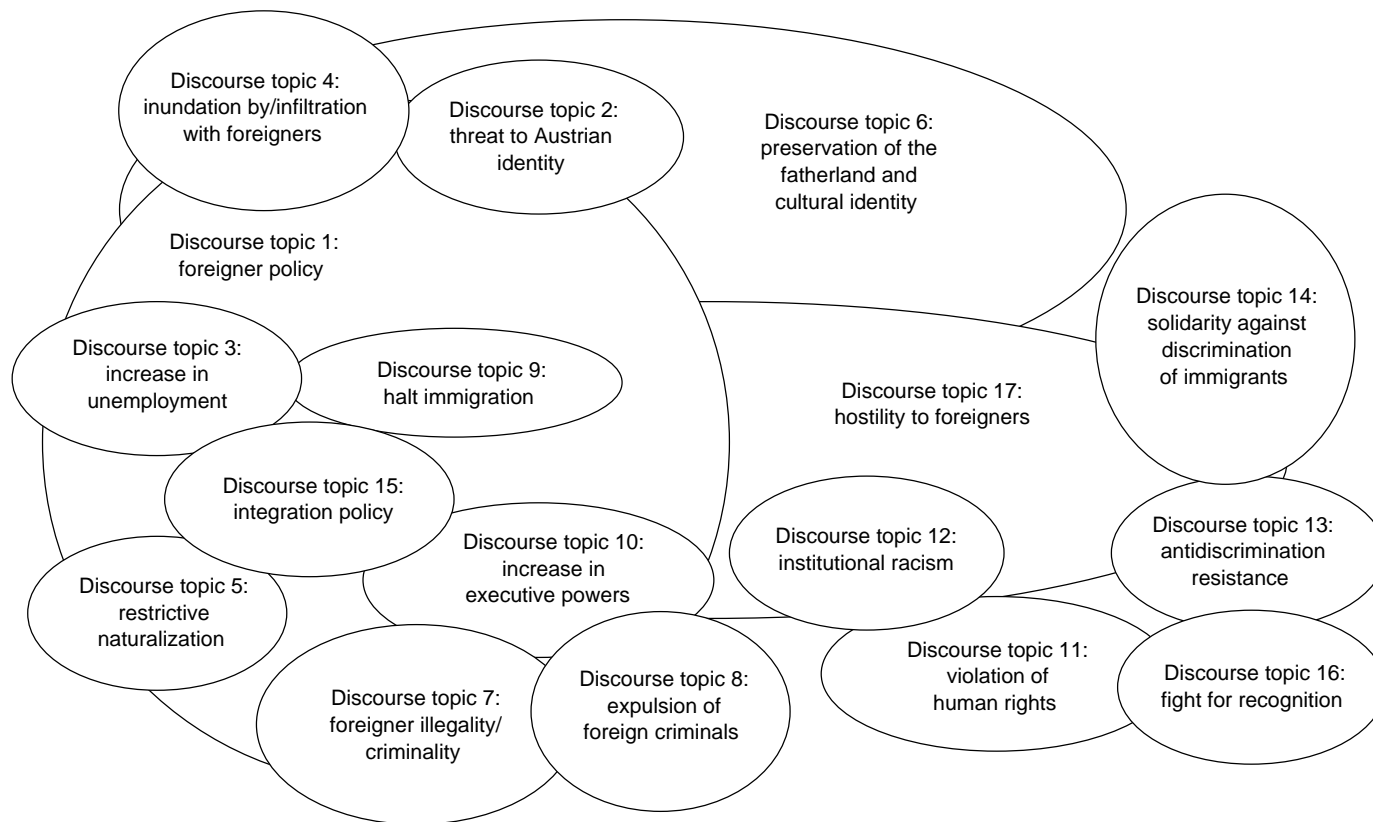 Discourse topic 4:
inundation by/infiltration
with foreigners
Discourse topic 2:
threat to Austrian
identity
Discourse topic 6:
preservation of the
fatherland and
cultural identity
Discourse topic 1:
foreigner policy
Discourse topic 14:
solidarity against
discrimination
of immigrants
Discourse topic 3:
increase in
unemployment
Discourse topic 9:
halt immigration
Discourse topic 17:
hostility to foreigners
Discourse topic 15:
integration policy
Discourse topic 10:
increase in
executive powers
Discourse topic 12:
institutional racism
Discourse topic 13:
antidiscrimination
resistance
Discourse topic 5:
restrictive
naturalization
Discourse topic 7:
foreigner illegality/
criminality
Discourse topic 8:
expulsion of
foreign criminals
Discourse topic 11:
violation of
human rights
Discourse topic 16:
fight for recognition